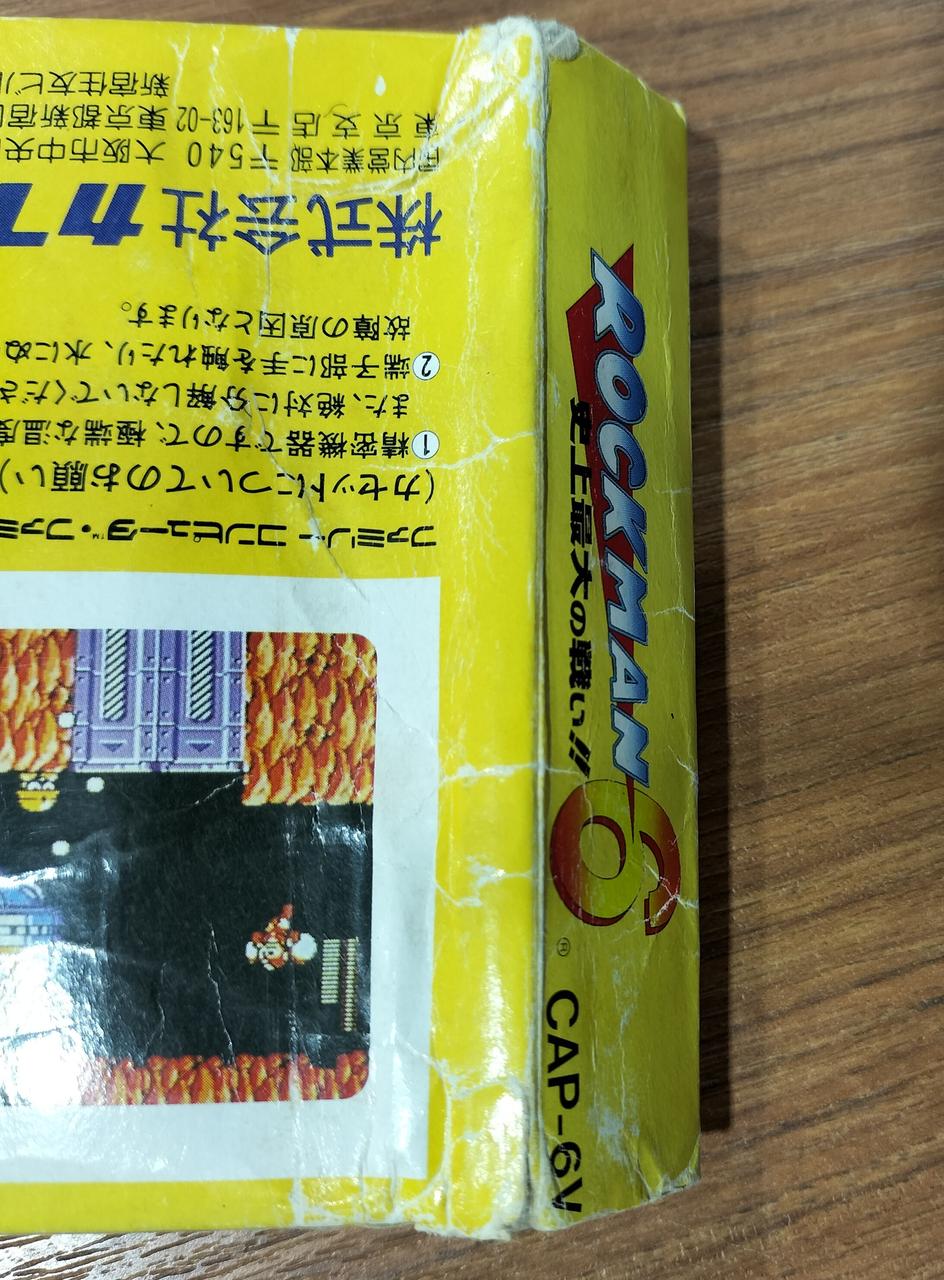 ファミリー コンピュータ™・ファミ
(カセットについてのお願い)
①精密機器ですので、極端な温度
また、絶対に分解しないでくださ
②端子部に手を触れたり、水にぬ
故障の原因となります。
株式会社カプ
国内営業本部 〒540 大阪市中央
東京支店 〒163-02 東京都新宿
新宿住友ビル
ROCKMAN 6
史上最大の戦い!!
® CAP-6V